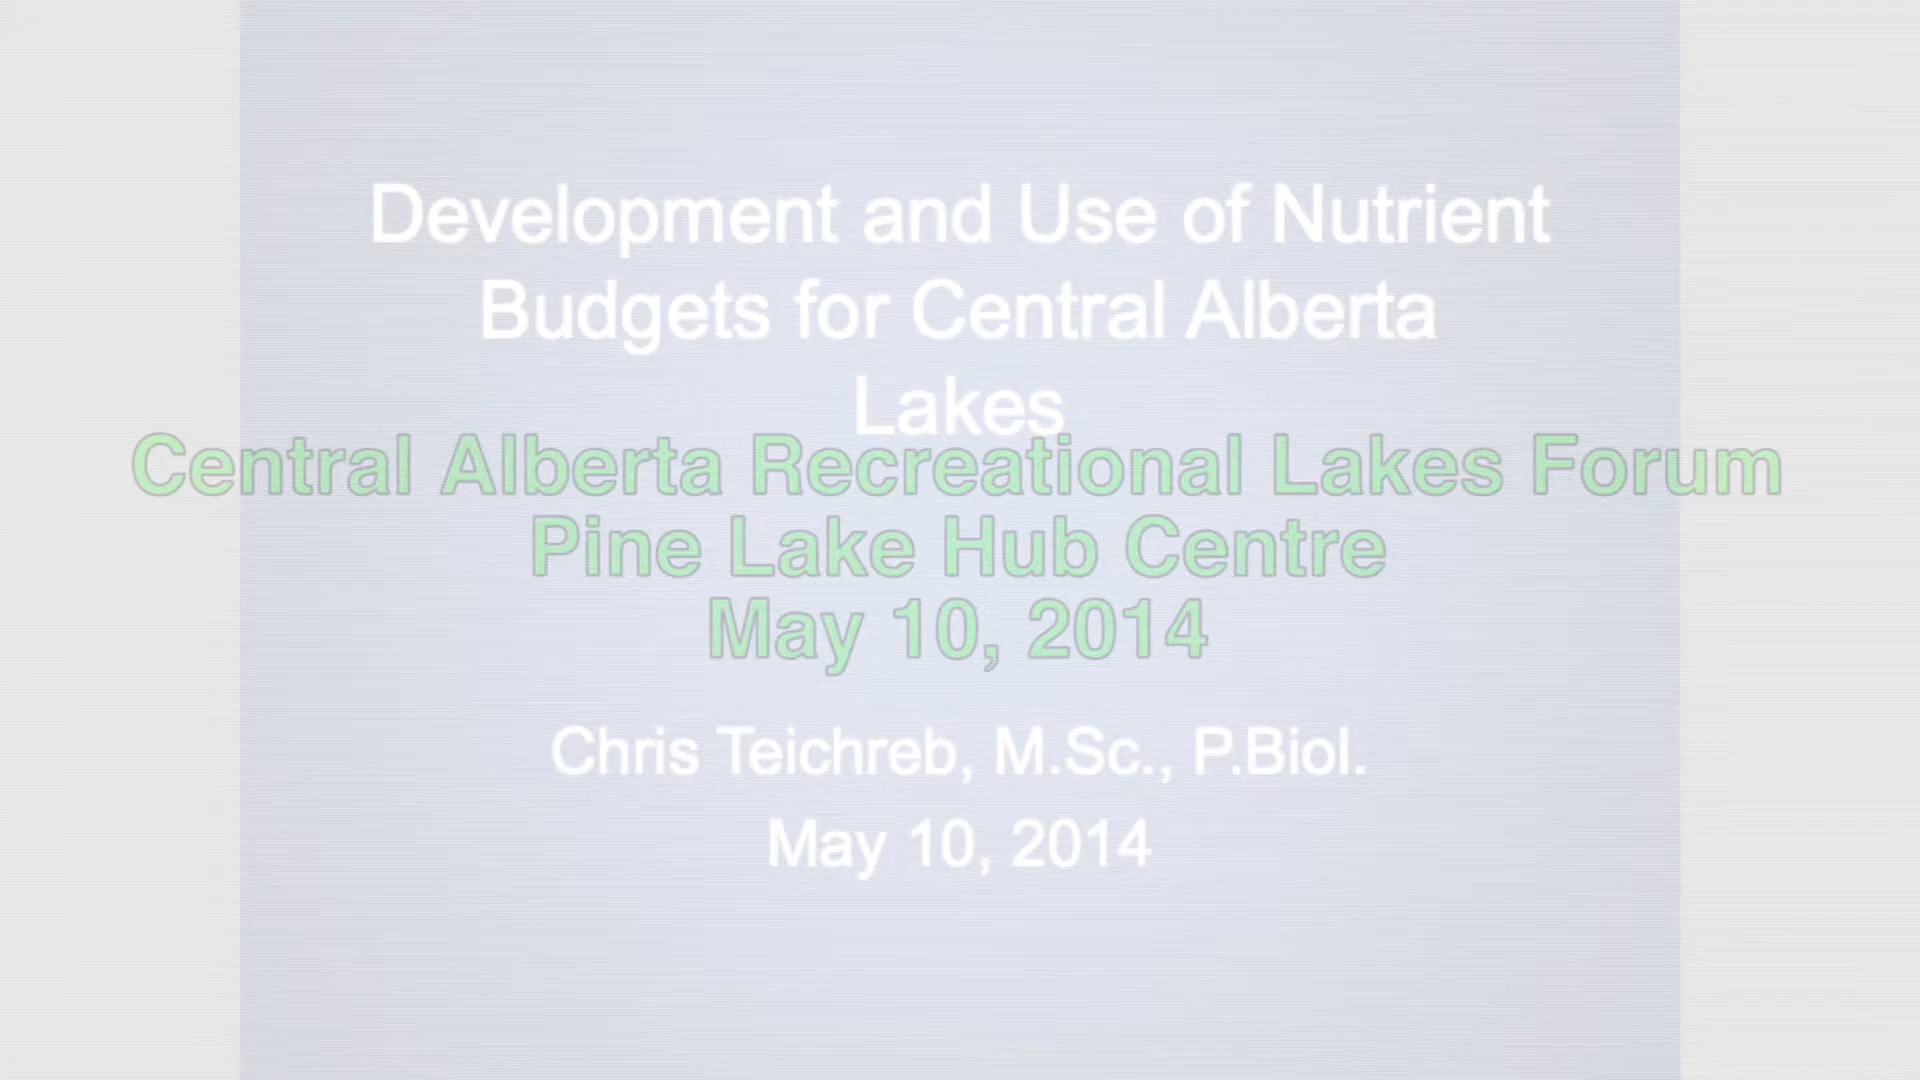 Development and Use of Nutrient
Budgets for Central Alberta
Lakes
Central Alberta Recreational Lakes Forum
Pine Lake Hub Centre
May 10, 2014
Chris Teichreb, M.Sc., P.Biol.
May 10, 2014